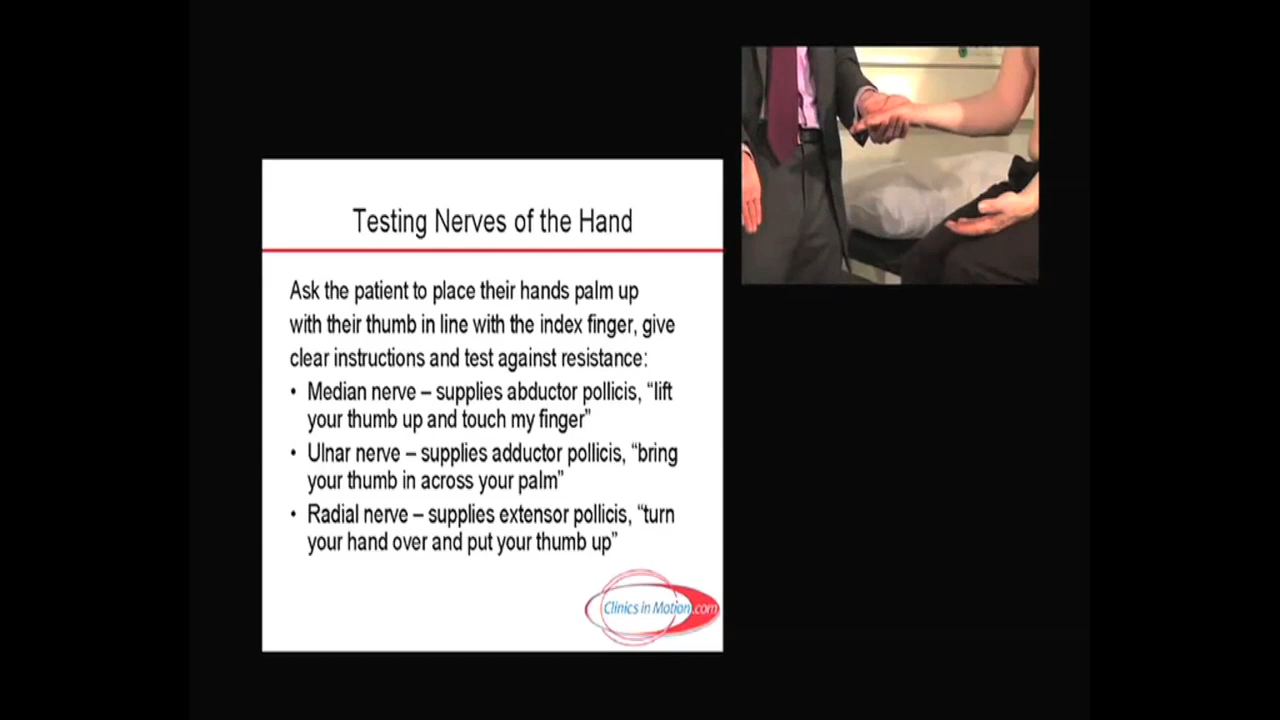 Testing Nerves of the Hand
Ask the patient to place their hands palm up
with their thumb in line with the index finger, give
clear instructions and test against resistance:
• Median nerve – supplies abductor pollicis, “lift
your thumb up and touch my finger”
• Ulnar nerve – supplies adductor pollicis, “bring
your thumb in across your palm”
• Radial nerve – supplies extensor pollicis, “turn
your hand over and put your thumb up”
Clinics in Motion.com